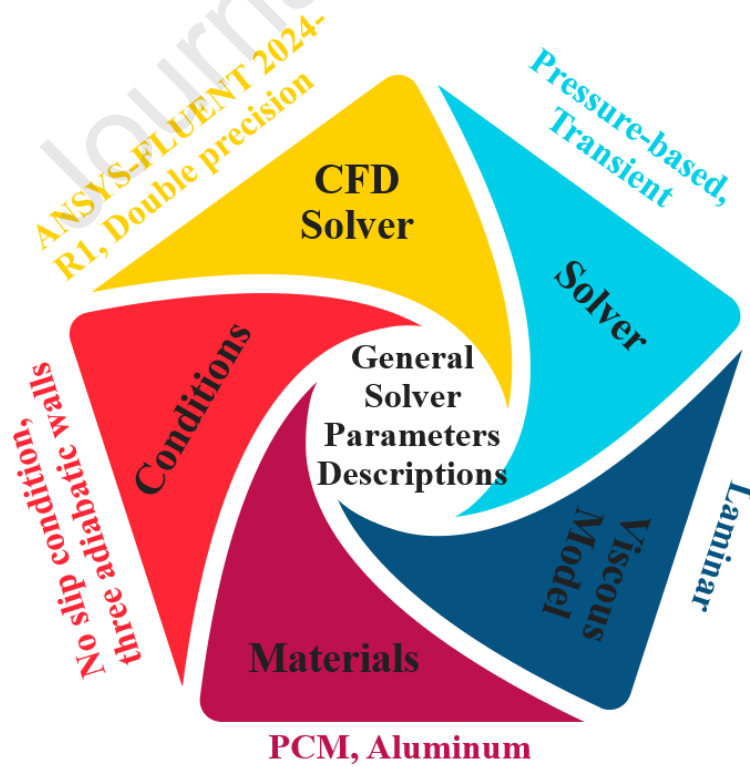 Journal
ANSYS-FLUENT 2024-
R1, Double precision
CFD
Solver
Pressure-based,
Transient
Solver
General
Solver
Parameters
Descriptions
Conditions
No slip condition,
three adiabatic walls
Viscous
Model
Laminar
Materials
PCM, Aluminum